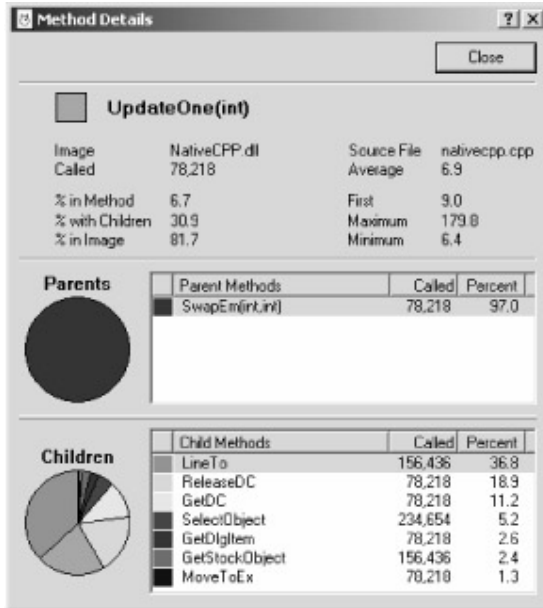 Method Details
Close
UpdateOne(int)
Image NativeCPP.dll Source File nativecpp.cpp
Called 78,218 Average 6.9
% in Method 6.7 First 9.0
% with Children 30.9 Maximum 179.8
% in Image 81.7 Minimum 6.4
Parents
Parent Methods Called Percent
SwapEm(int,int) 78,218 97.0
Children
Child Methods Called Percent
LineTo 156,436 36.8
ReleaseDC 78,218 18.9
GetDC 78,218 11.2
SelectObject 234,654 5.2
GetDlgItem 78,218 2.6
GetStockObject 156,436 2.4
MoveToEx 78,218 1.3